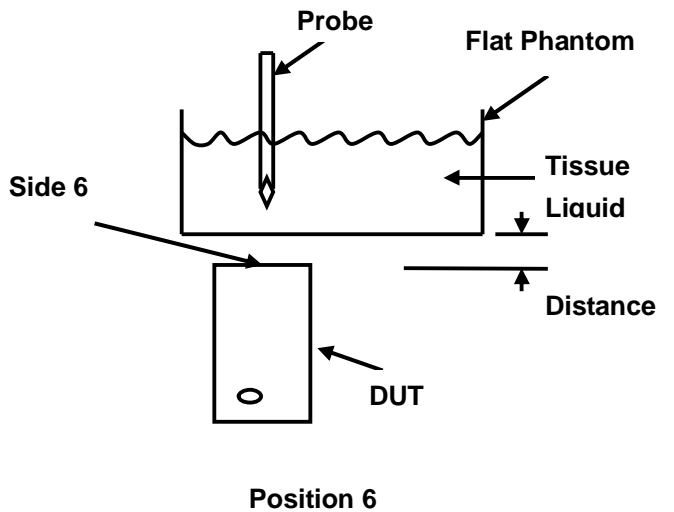 Probe
Flat Phantom
Tissue
Side 6
Liquid
Distance
DUT
Position 6